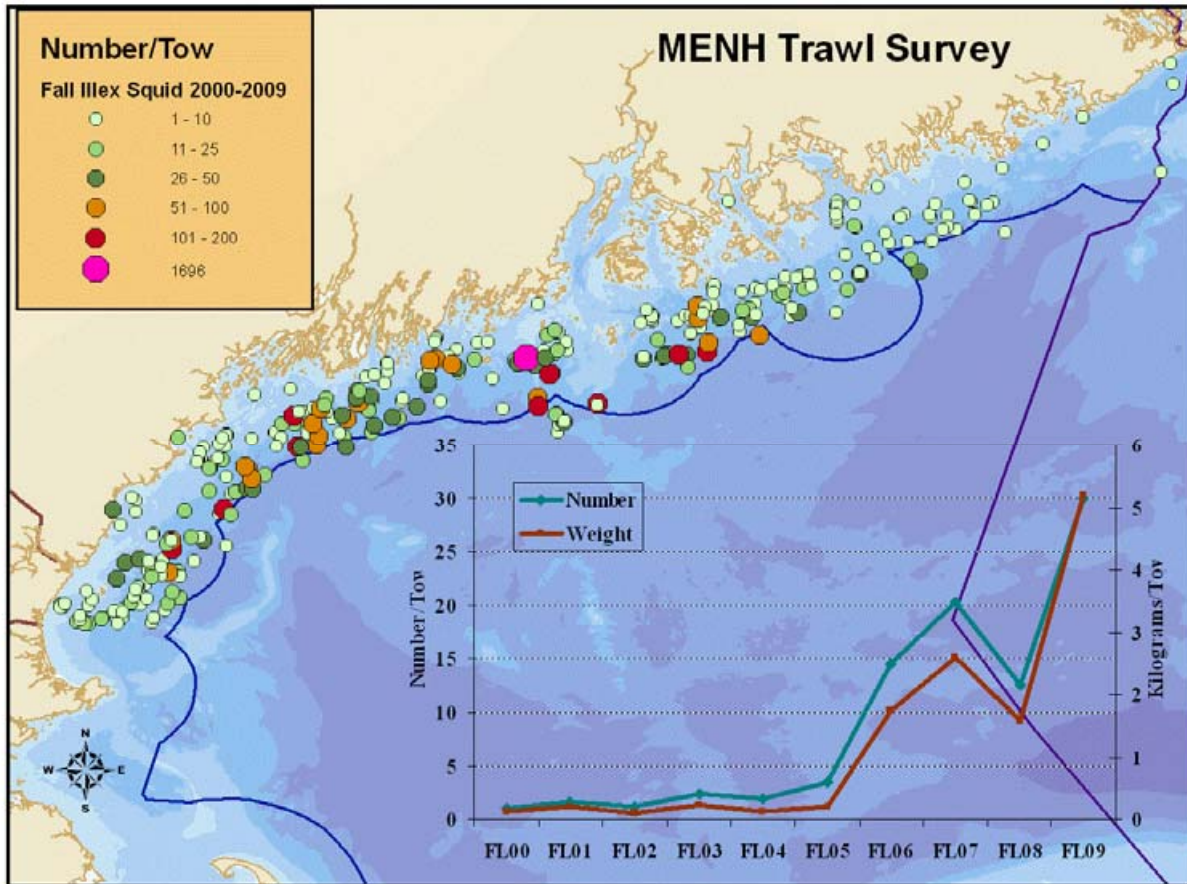 MENH Trawl Survey
Number/Tow
Fall Illex Squid 2000-2009
1 - 10
11 - 25
26 - 50
51 - 100
101 - 200
1696
N
W E
S
35
30
25
20
15
10
5
0
Number/Tow
Number
Weight
6
5
4
3
2
1
0
Kilograms/Tow
FL00 FL01 FL02 FL03 FL04 FL05 FL06 FL07 FL08 FL09